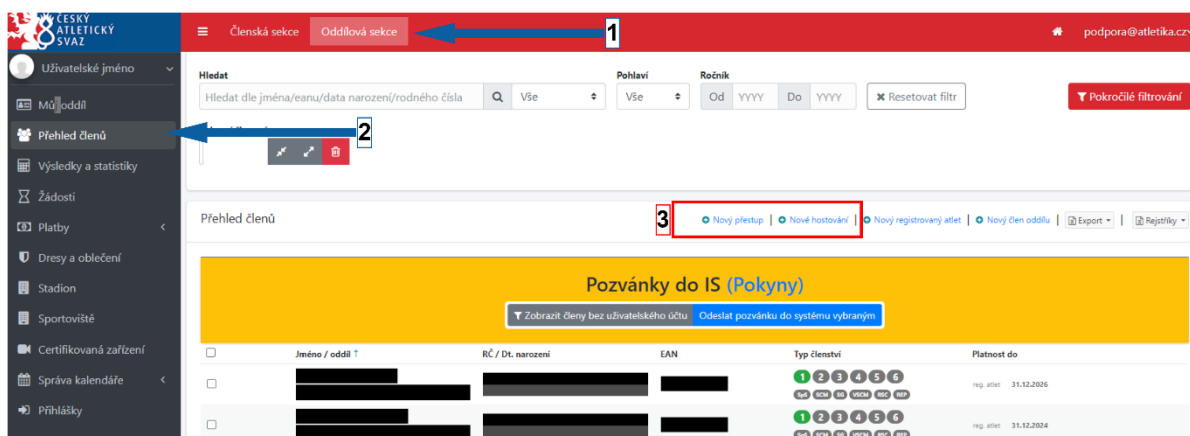 ČESKÝ
ATLETICKÝ
SVAZ
Členská sekce
Oddílová sekce
1
podpora@atletika.cz
Uživatelské jméno
Můj oddíl
Přehled členů
2
Výsledky a statistiky
Žádosti
Platby
Dresy a oblečení
Stadion
Sportoviště
Certifikovaná zařízení
Správa kalendáře
Přihlášky
Hledat
Pohlaví
Ročník
Hledat dle jména/eanu/data narození/rodného čísla
Vše
Vše
Od YYYY
Do YYYY
Resetovat filtr
Pokročilé filtrování
Přehled členů
3
Nový přestup | Nové hostování | Nový registrovaný atlet | Nový člen oddílu | Export | Rejstříky
Pozvánky do IS (Pokyny)
Zobrazit členy bez uživatelského účtu
Odeslat pozvánku do systému vybraným
Jméno / oddíl ↑
RČ / Dt. narození
EAN
Typ členství
Platnost do
1 2 3 4 5 6
SpS SCM SG VSCM RSC REP
reg. atlet 31.12.2026
1 2 3 4 5 6
SpS SCM SG VSCM RSC REP
reg. atlet 31.12.2024